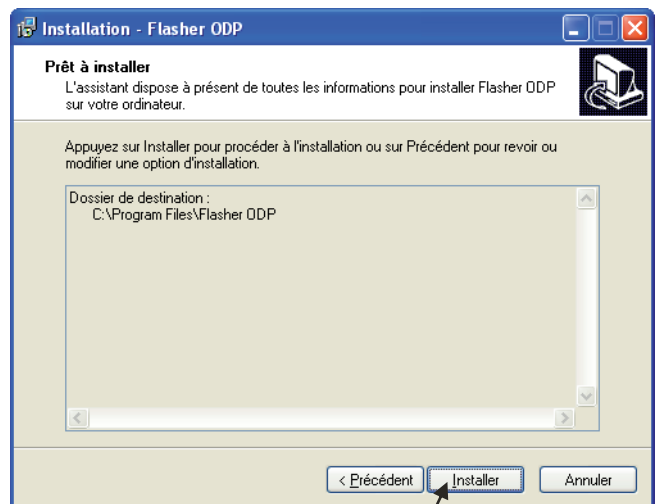 Installation - Flasher ODP
Prêt à installer
L'assistant dispose à présent de toutes les informations pour installer Flasher ODP
sur votre ordinateur.
Appuyez sur Installer pour procéder à l'installation ou sur Précédent pour revoir ou
modifier une option d'installation.
Dossier de destination :
C:\Program Files\Flasher ODP
< Précédent
Installer
Annuler